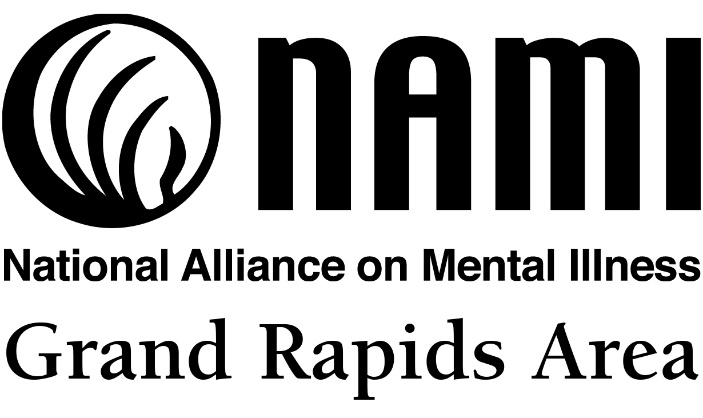 NAMI
National Alliance on Mental Illness
Grand Rapids Area